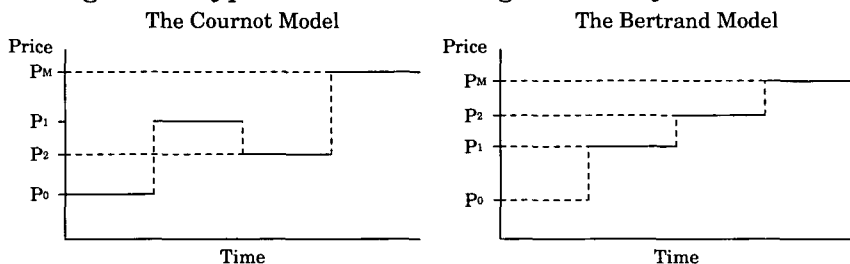 The Cournot Model
Price
PM
P1
P2
P0
Time
The Bertrand Model
Price
PM
P2
P1
P0
Time